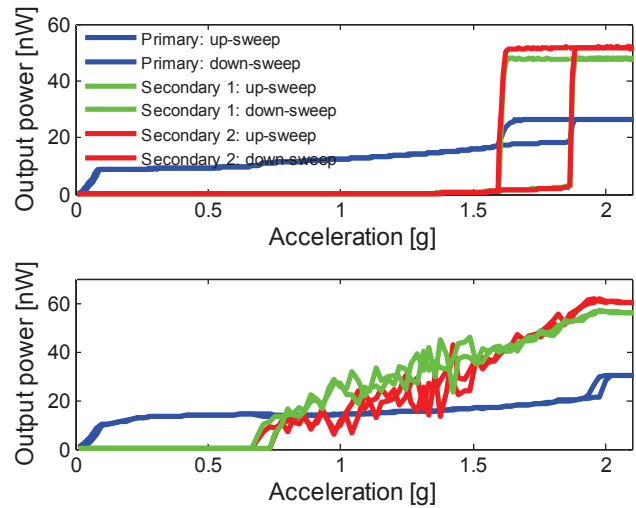 Output power [nW]
60
40
20
0
Primary: up-sweep
Primary: down-sweep
Secondary 1: up-sweep
Secondary 1: down-sweep
Secondary 2: up-sweep
Secondary 2: down-sweep
0 0.5 1 1.5 2
Acceleration [g]
Output power [nW]
60
40
20
0
0 0.5 1 1.5 2
Acceleration [g]